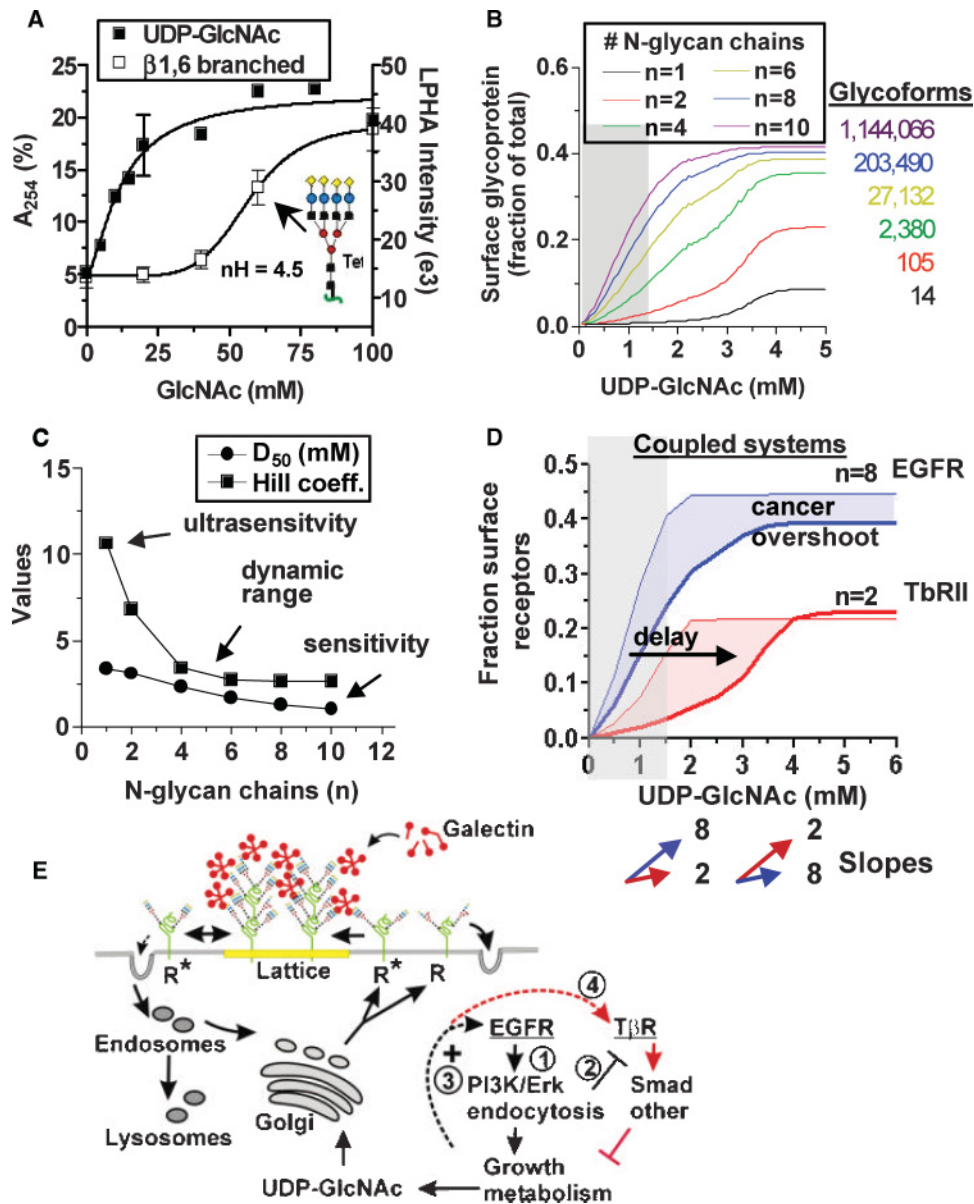 A
UDP-GlcNAc
β1,6 branched
A254 (%)
25
20
15
10
5
0
LPHA Intensity (e3)
50
40
30
20
10
nH = 4.5
Tet
0
25
50
75
100
GlcNAc (mM)
B
# N-glycan chains
n=1
n=6
n=2
n=8
n=4
n=10
Glycoforms
1,144,066
203,490
27,132
2,380
105
14
Surface glycoprotein
(fraction of total)
0.6
0.4
0.2
0.0
0
1
2
3
4
5
UDP-GlcNAc (mM)
C
D50 (mM)
Hill coeff.
ultrasensitvity
dynamic
range
sensitivity
Values
15
10
5
0
0
2
4
6
8
10
12
N-glycan chains (n)
D
Coupled systems
n=8
EGFR
cancer
overshoot
n=2
TbRII
delay
Fraction surface
receptors
0.5
0.4
0.3
0.2
0.1
0.0
0
1
2
3
4
5
6
UDP-GlcNAc (mM)
8
2
2
8
Slopes
E
Galectin
R*
Lattice
R*
R
Endosomes
Lysosomes
Golgi
UDP-GlcNAc
4
EGFR
TβR
+
3
1
2
PI3K/Erk
endocytosis
Smad
other
Growth
metabolism